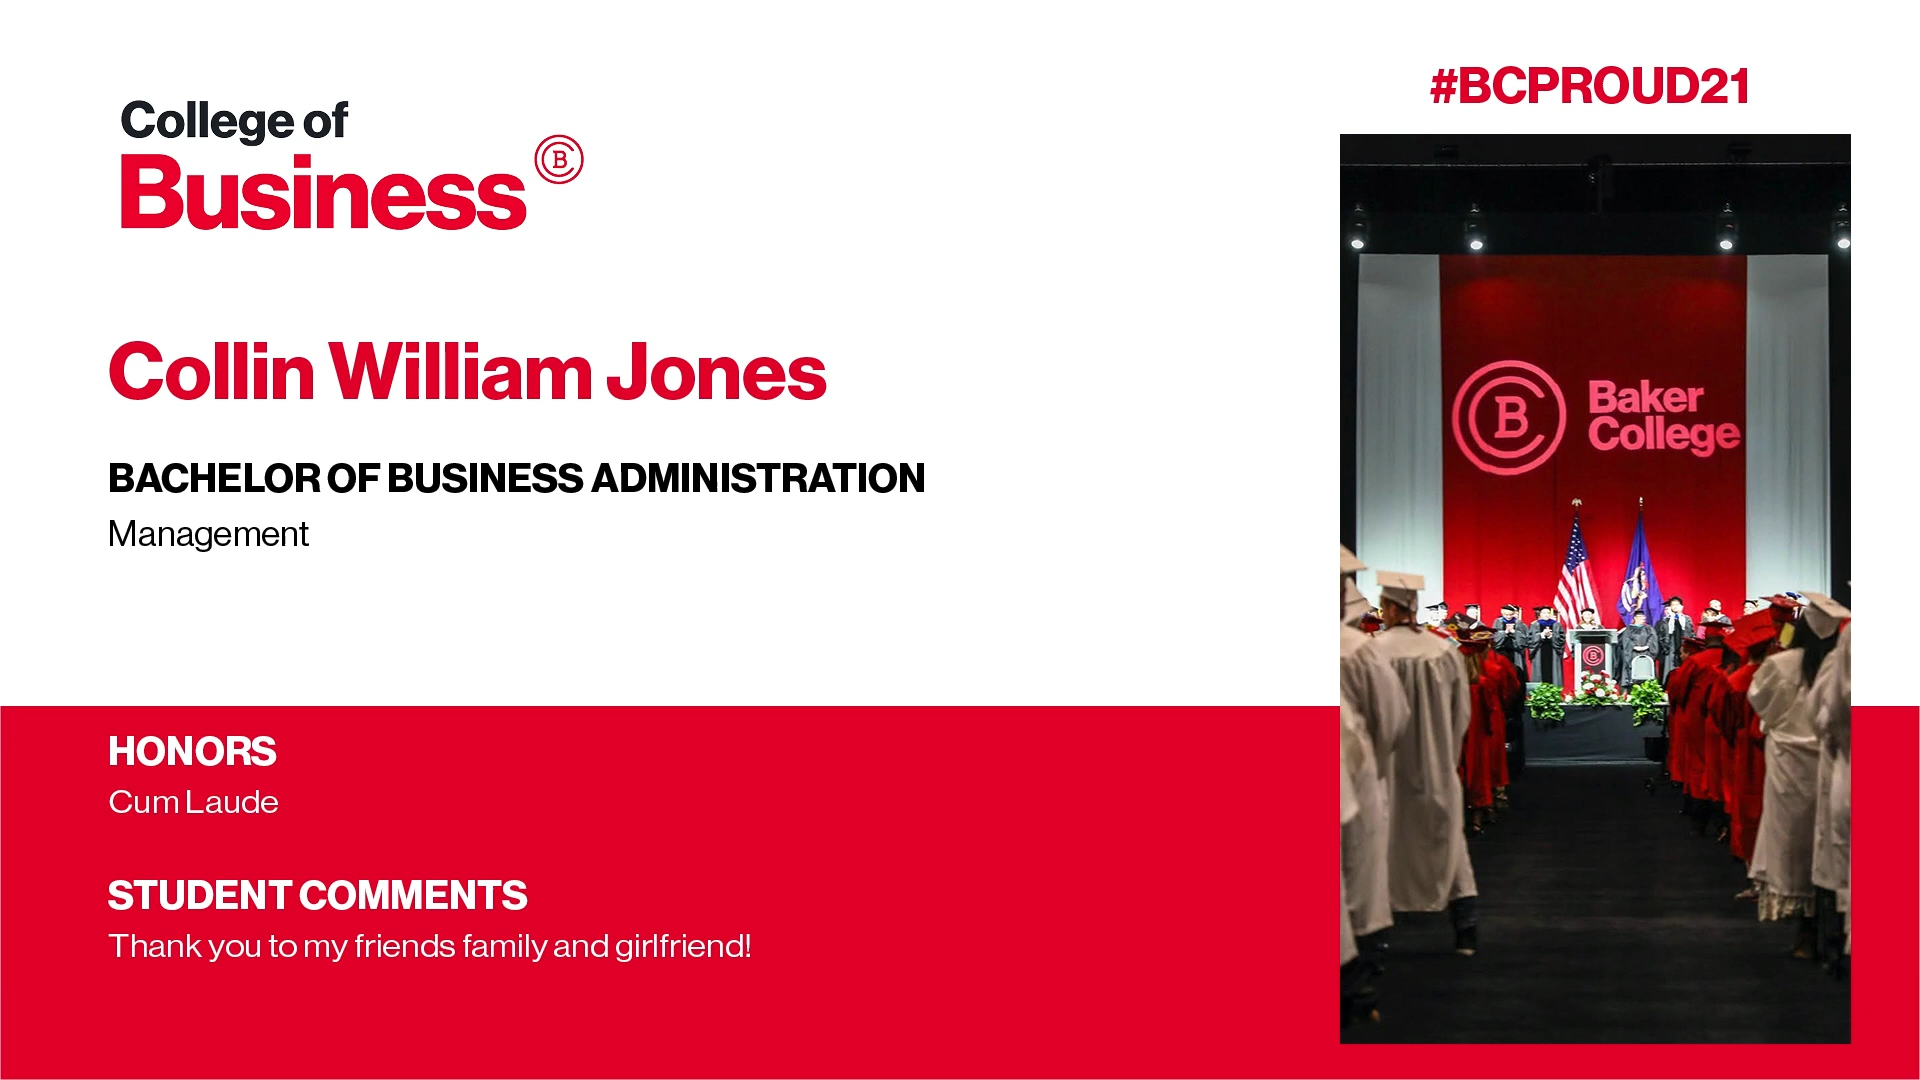 College of
Business
B
#BCPROUD21
Collin William Jones
BACHELOR OF BUSINESS ADMINISTRATION
Management
HONORS
Cum Laude
STUDENT COMMENTS
Thank you to my friends family and girlfriend!
B
Baker
College
B